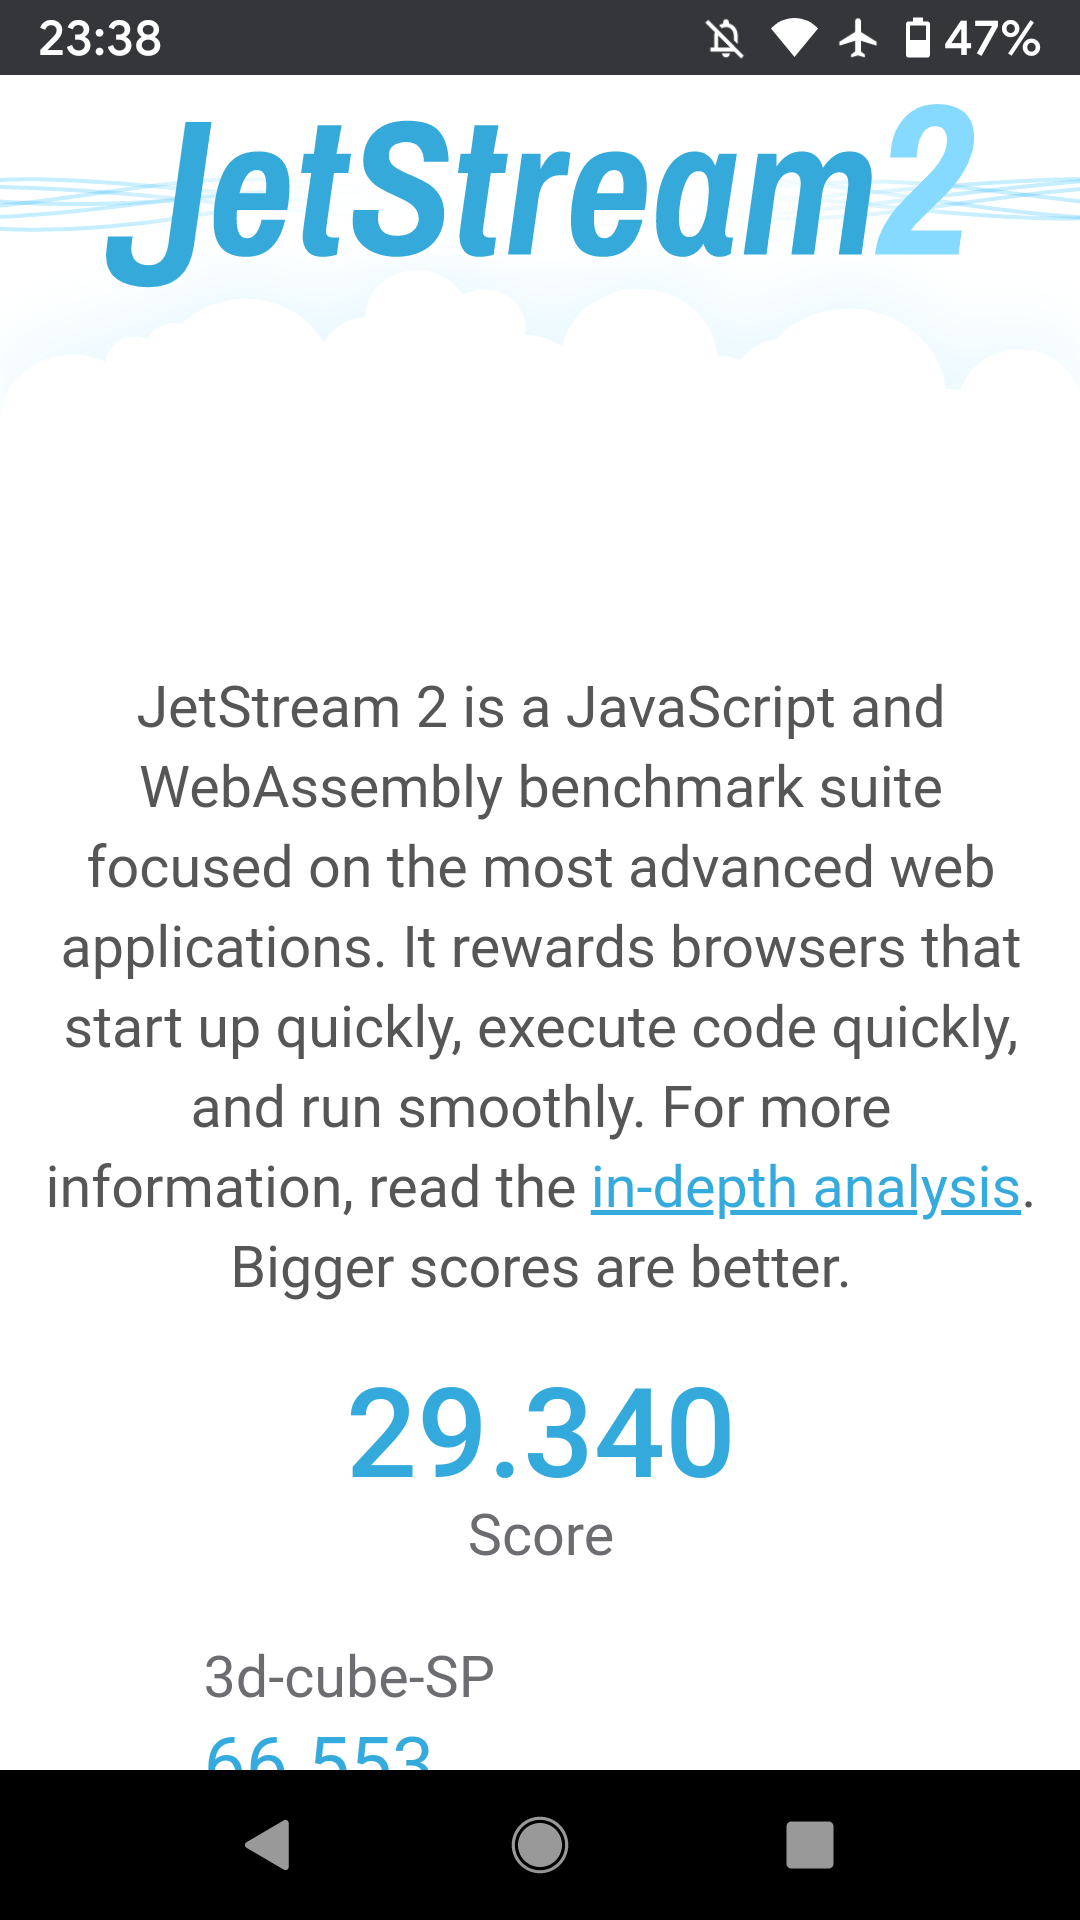 23:38 47%
JetStream2
JetStream 2 is a JavaScript and
WebAssembly benchmark suite
focused on the most advanced web
applications. It rewards browsers that
start up quickly, execute code quickly,
and run smoothly. For more
information, read the in-depth analysis.
Bigger scores are better.
29.340
Score
3d-cube-SP
66.553